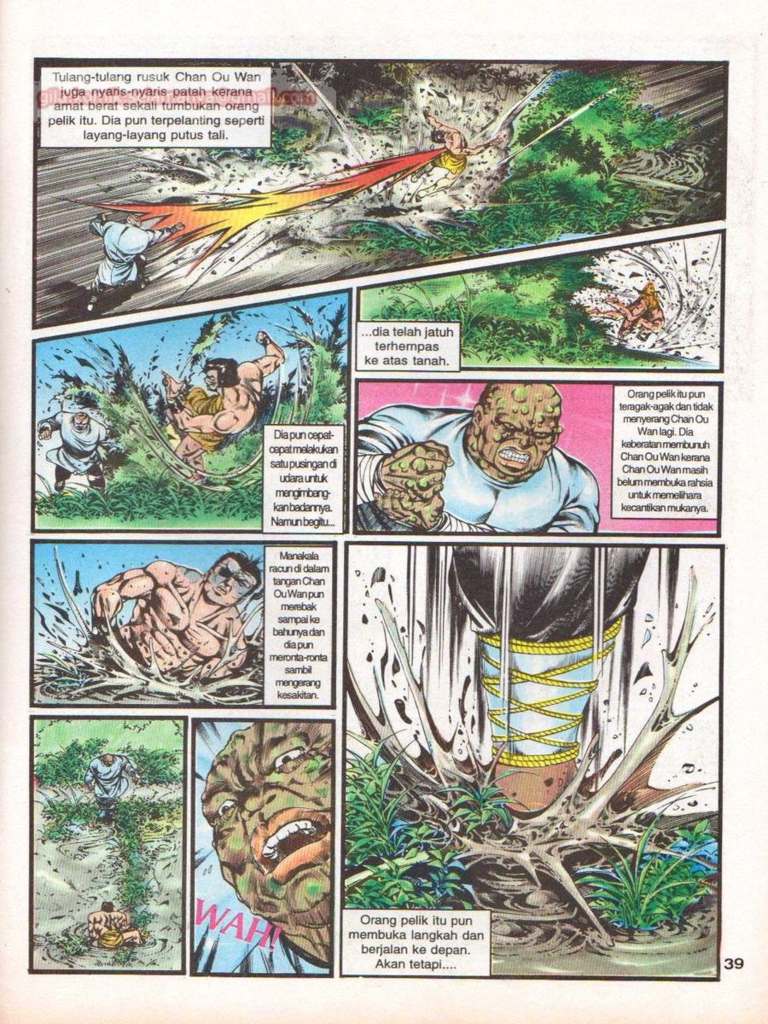 Tulang-tulang rusuk Chan Ou Wan
juga nyaris-nyaris patah kerana
amat berat sekali tumbukan orang
pelik itu. Dia pun terpelanting seperti
layang-layang putus tali.
...dia telah jatuh
terhempas
ke atas tanah.
Dia pun cepat-
cepat melakukan
satu pusingan di
udara untuk
mengimbang-
kan badannya.
Namun begitu...
Orang pelik itu pun
teragak-agak dan tidak
menyerang Chan Ou
Wan lagi. Dia
keberatan membunuh
Chan Ou Wan kerana
Chan Ou Wan masih
belum membuka rahsia
untuk memelihara
kecantikan mukanya.
Manakala
racun di dalam
tangan Chan
Ou Wan pun
merebak
sampai ke
bahunya dan
dia pun
meronta-ronta
sambil
mengerang
kesakitan.
WAH!
Orang pelik itu pun
membuka langkah dan
berjalan ke depan.
Akan tetapi....
39